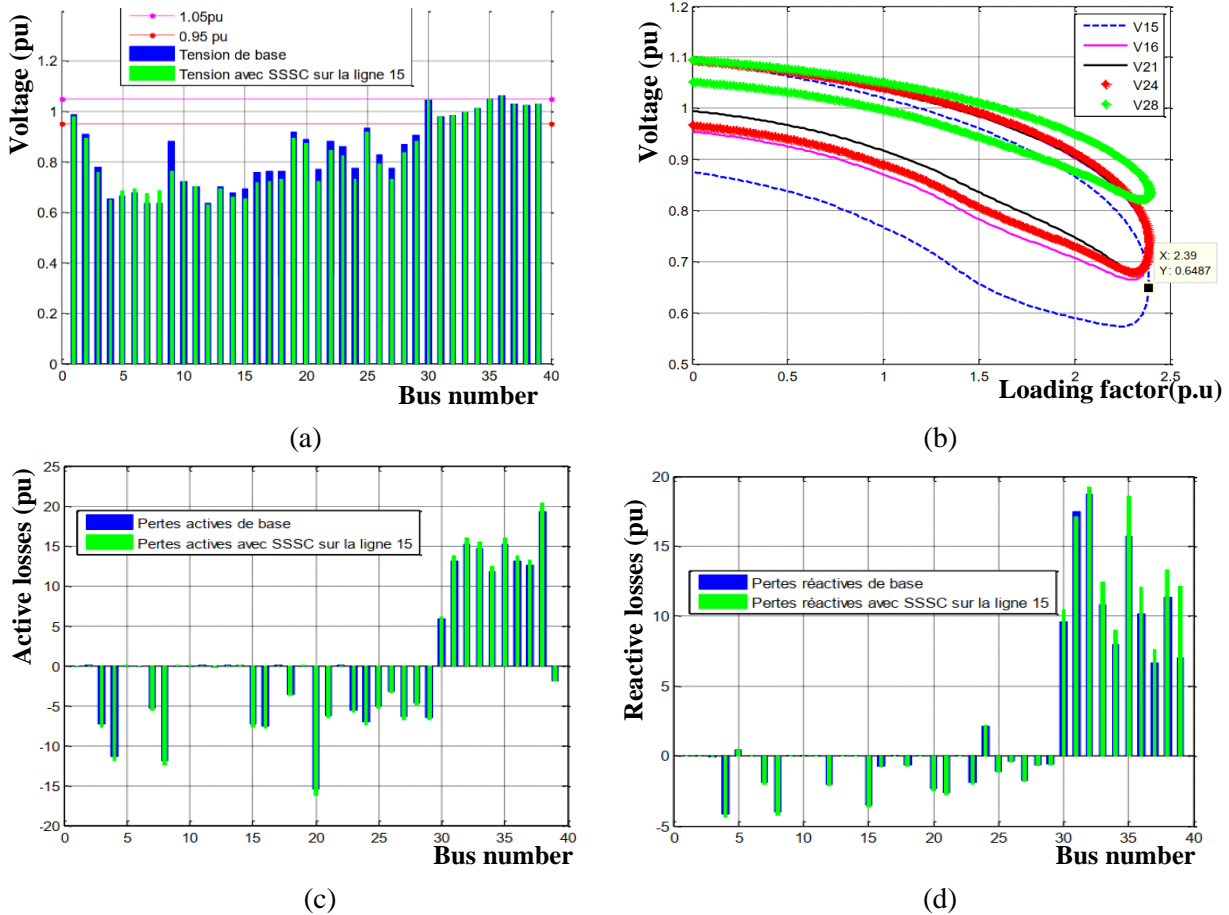 1.05pu
0.95 pu
Tension de base
Tension avec SSSC sur la ligne 15
Voltage (pu)
1.2
1
0.8
0.6
0.4
0.2
0
0 5 10 15 20 25 30 35 40
Bus number
(a)
V15
V16
V21
V24
V28
Voltage (pu)
1.2
1.1
1
0.9
0.8
0.7
0.6
0.5
X: 2.39
Y: 0.6487
0 0.5 1 1.5 2 2.5
Loading factor(p.u)
(b)
Pertes actives de base
Pertes actives avec SSSC sur la ligne 15
Active losses (pu)
25
20
15
10
5
0
-5
-10
-15
-20
0 5 10 15 20 25 30 35 40
Bus number
(c)
Pertes réactives de base
Pertes réactives avec SSSC sur la ligne 15
Reactive losses (pu)
20
15
10
5
0
-5
0 5 10 15 20 25 30 35 40
Bus number
(d)